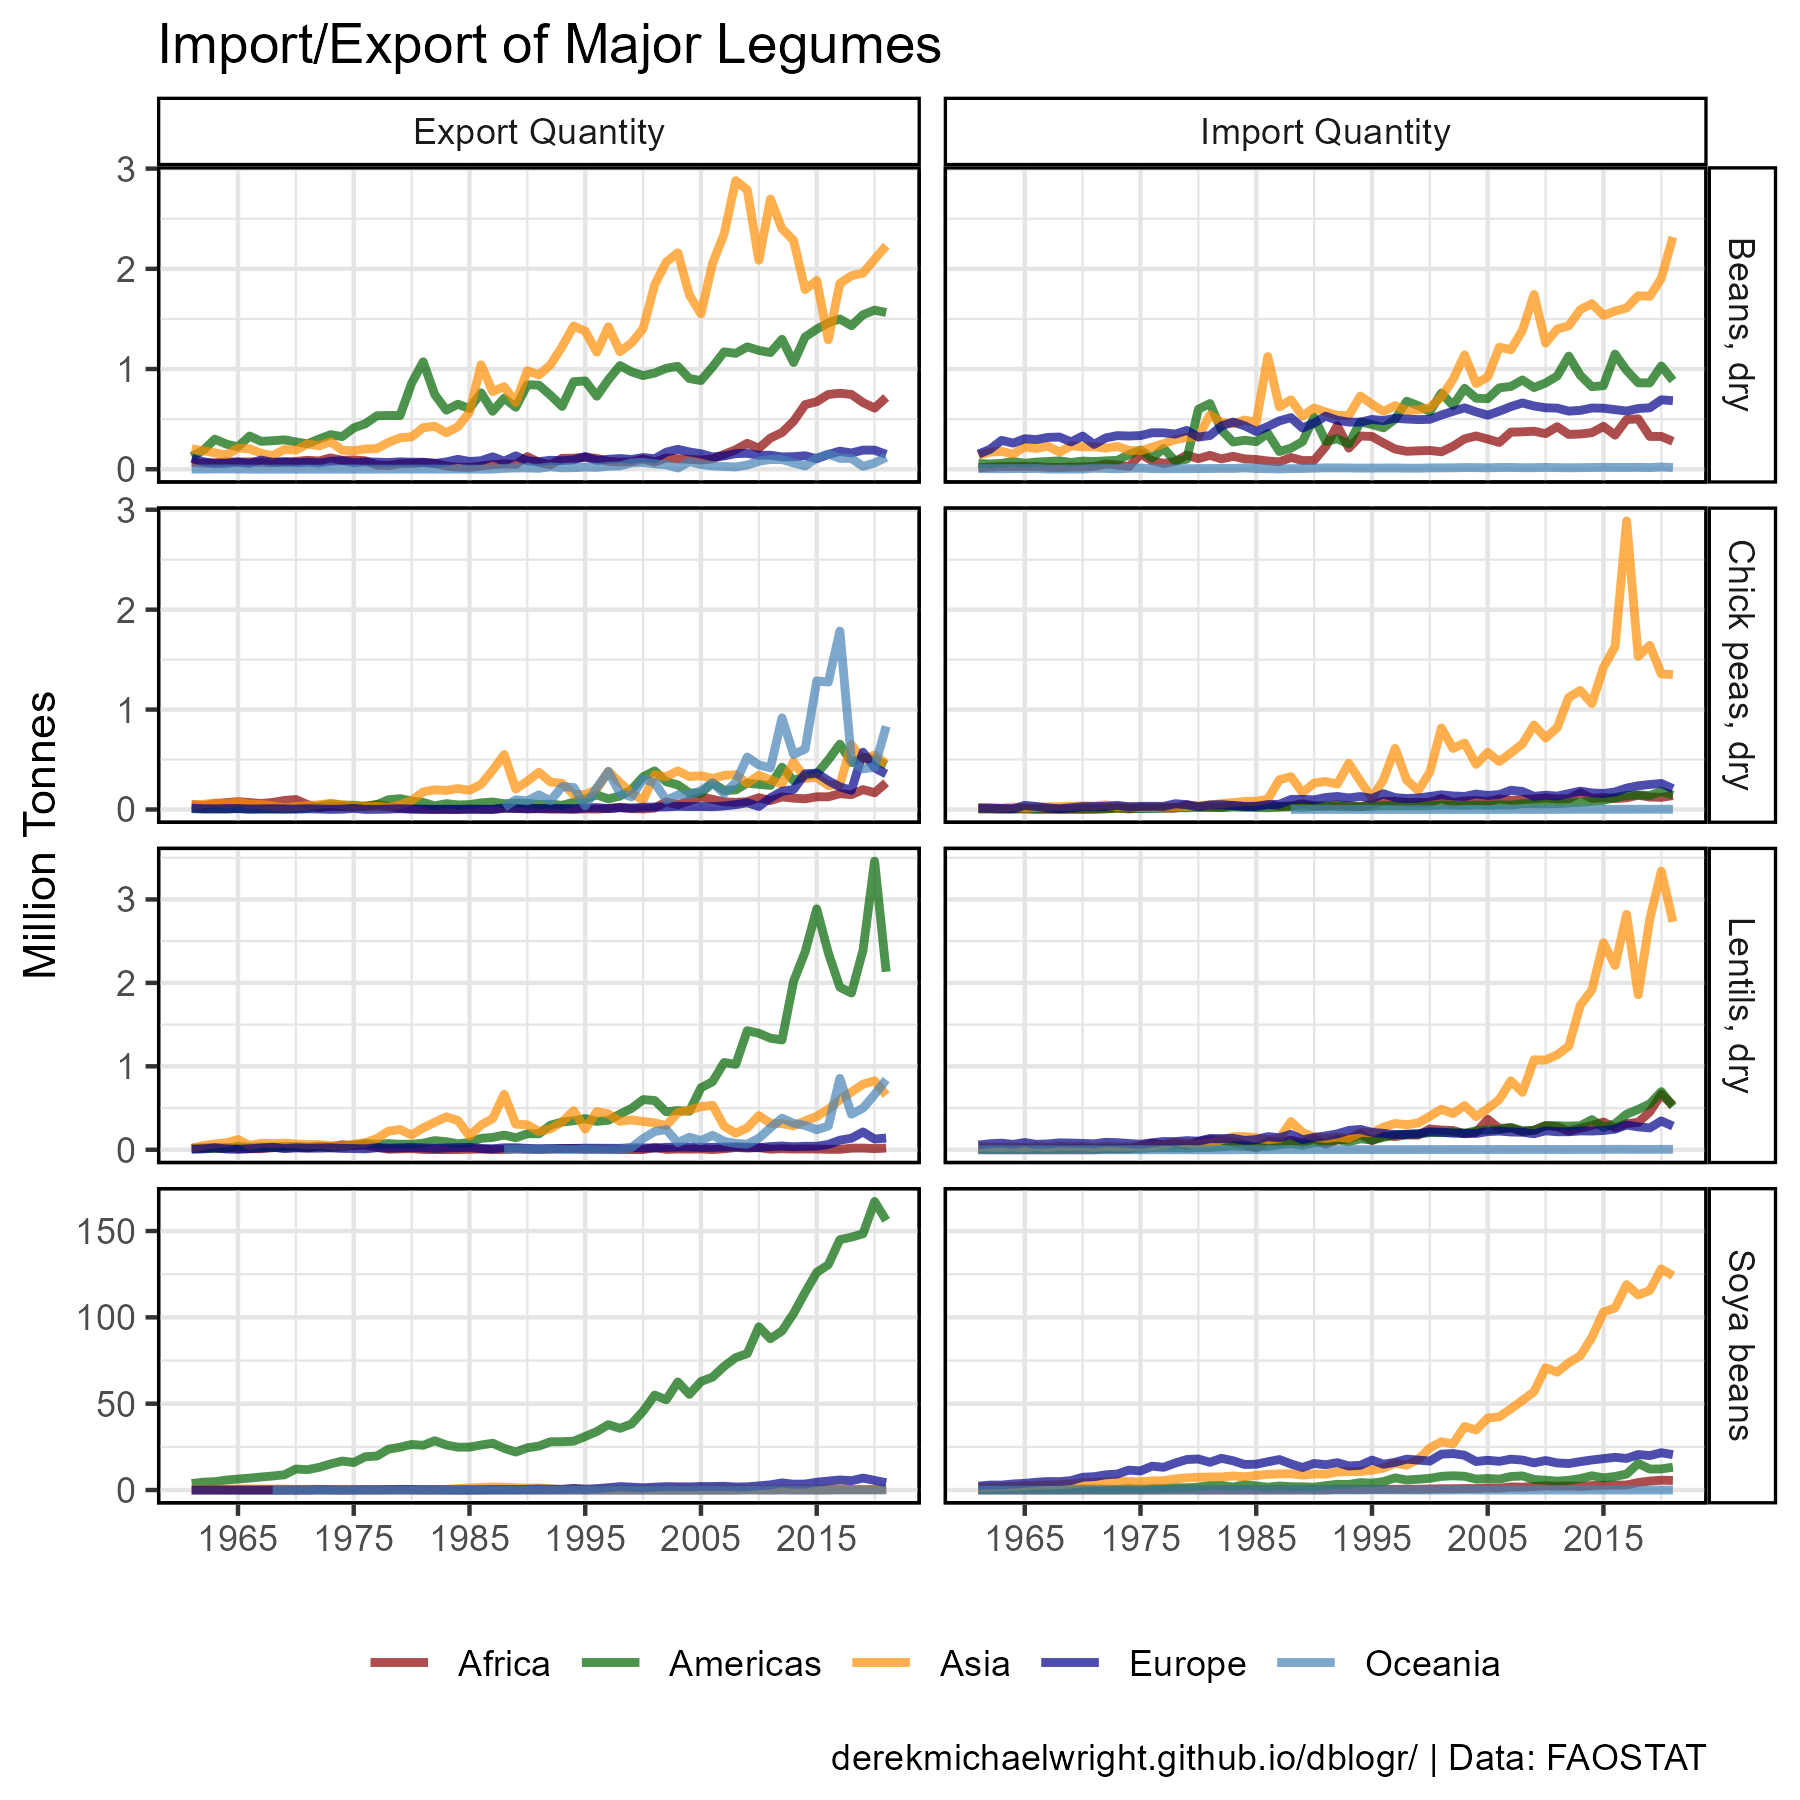 Import/Export of Major Legumes
Export Quantity
Import Quantity
3
2
1
0
Beans, dry
3
2
1
0
Chick peas, dry
Million Tonnes
3
2
1
0
Lentils, dry
150
100
50
0
Soya beans
1965 1975 1985 1995 2005 2015
1965 1975 1985 1995 2005 2015
Africa Americas Asia Europe Oceania
derekmichaelwright.github.io/dblogr/ | Data: FAOSTAT